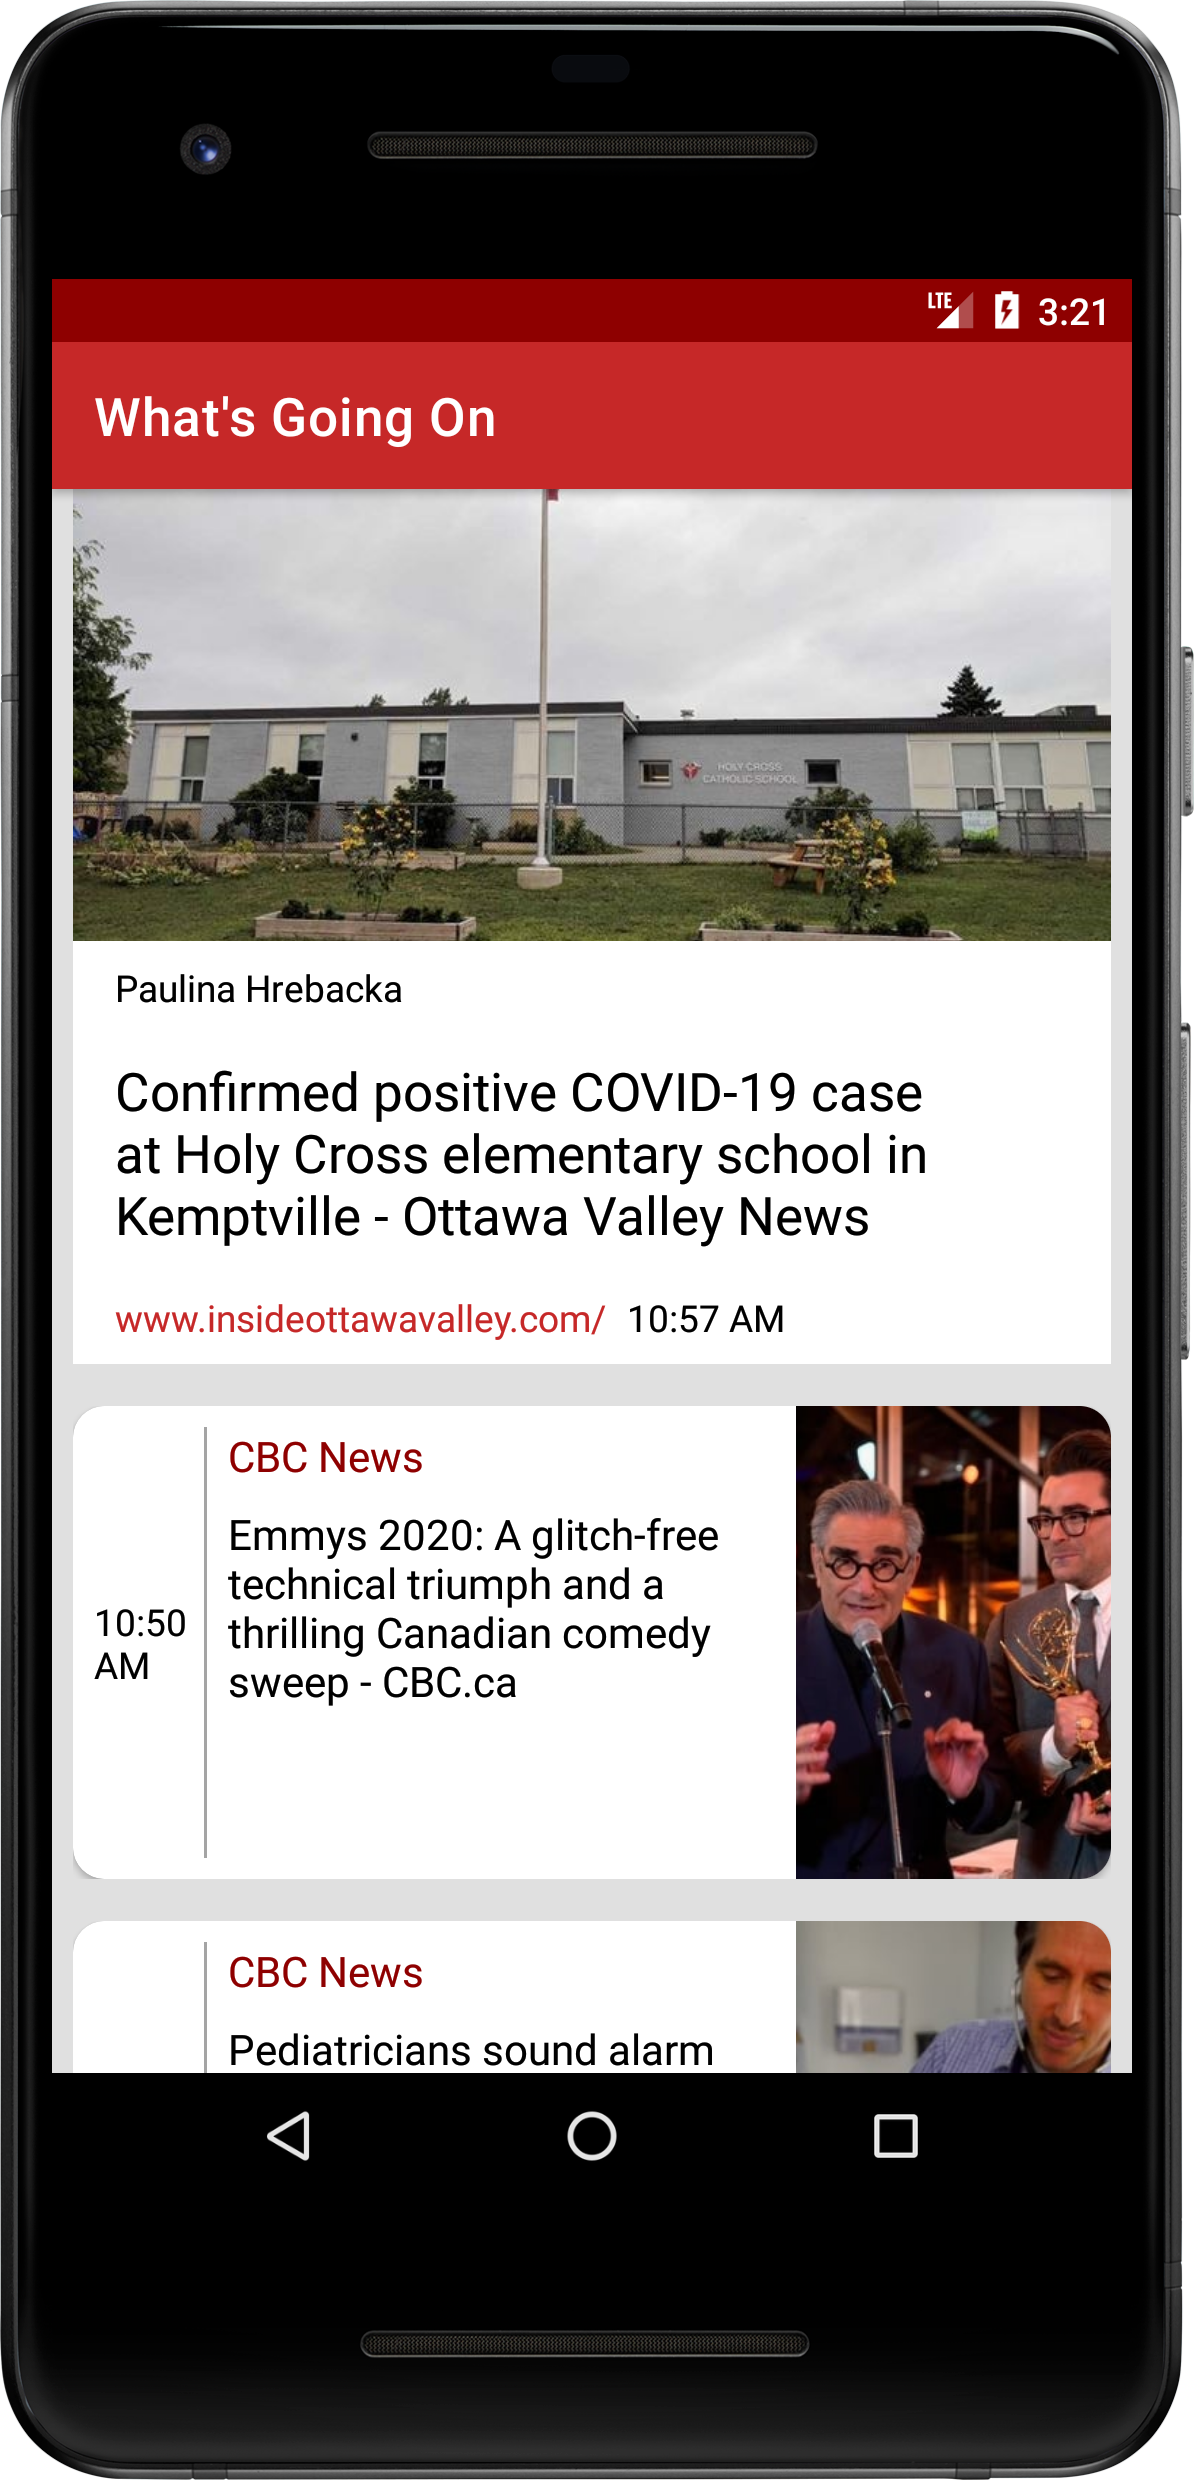 LTE 3:21
What's Going On
HOLY CROSS
CATHOLIC SCHOOL
Paulina Hrebacka
Confirmed positive COVID-19 case
at Holy Cross elementary school in
Kemptville - Ottawa Valley News
www.insideottawavalley.com/ 10:57 AM
CBC News
Emmys 2020: A glitch-free
technical triumph and a
thrilling Canadian comedy
sweep - CBC.ca
10:50
AM
CBC News
Pediatricians sound alarm